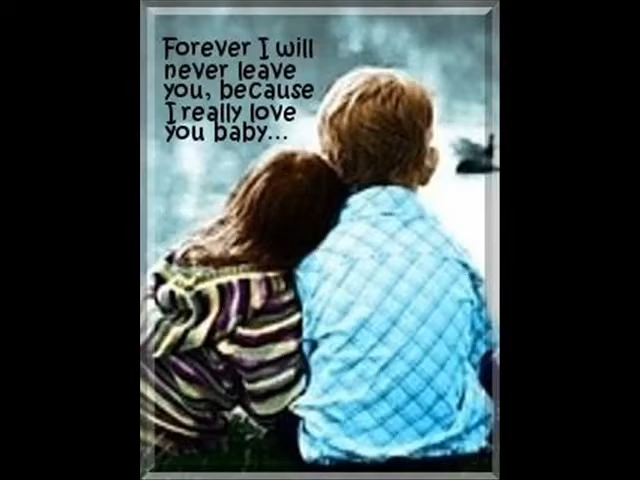 Forever I will
never leave
you, because
I really love
you baby...